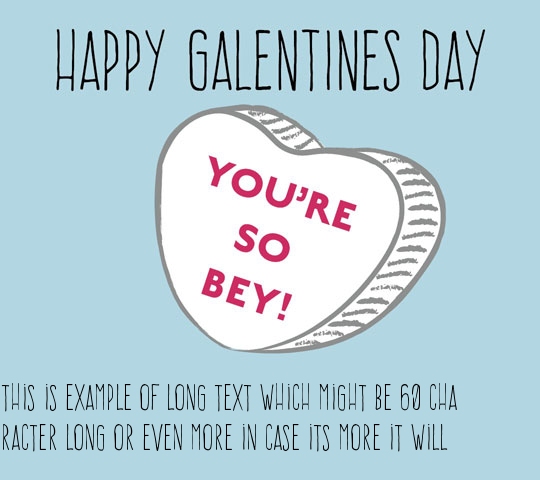 HAPPY GALENTINES DAY
YOU'RE
SO
BEY!
THIS IS EXAMPLE OF LONG TEXT WHICH MIGHT BE 60 CHA
RACTER LONG OR EVEN MORE IN CASE ITS MORE IT WILL